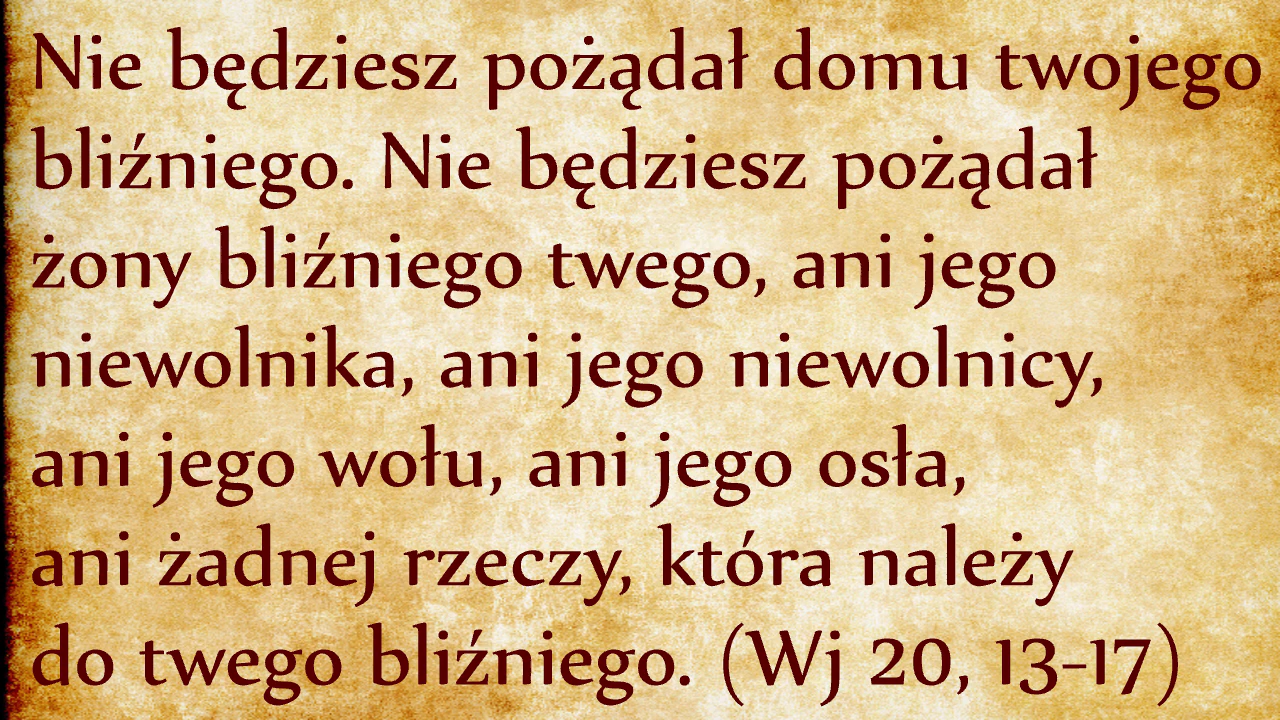 Nie będziesz pożądał domu twojego
bliźniego. Nie będziesz pożądał
żony bliźniego twego, ani jego
niewolnika, ani jego niewolnicy,
ani jego wołu, ani jego osła,
ani żadnej rzeczy, która należy
do twego bliźniego. (Wj 20, 13-17)